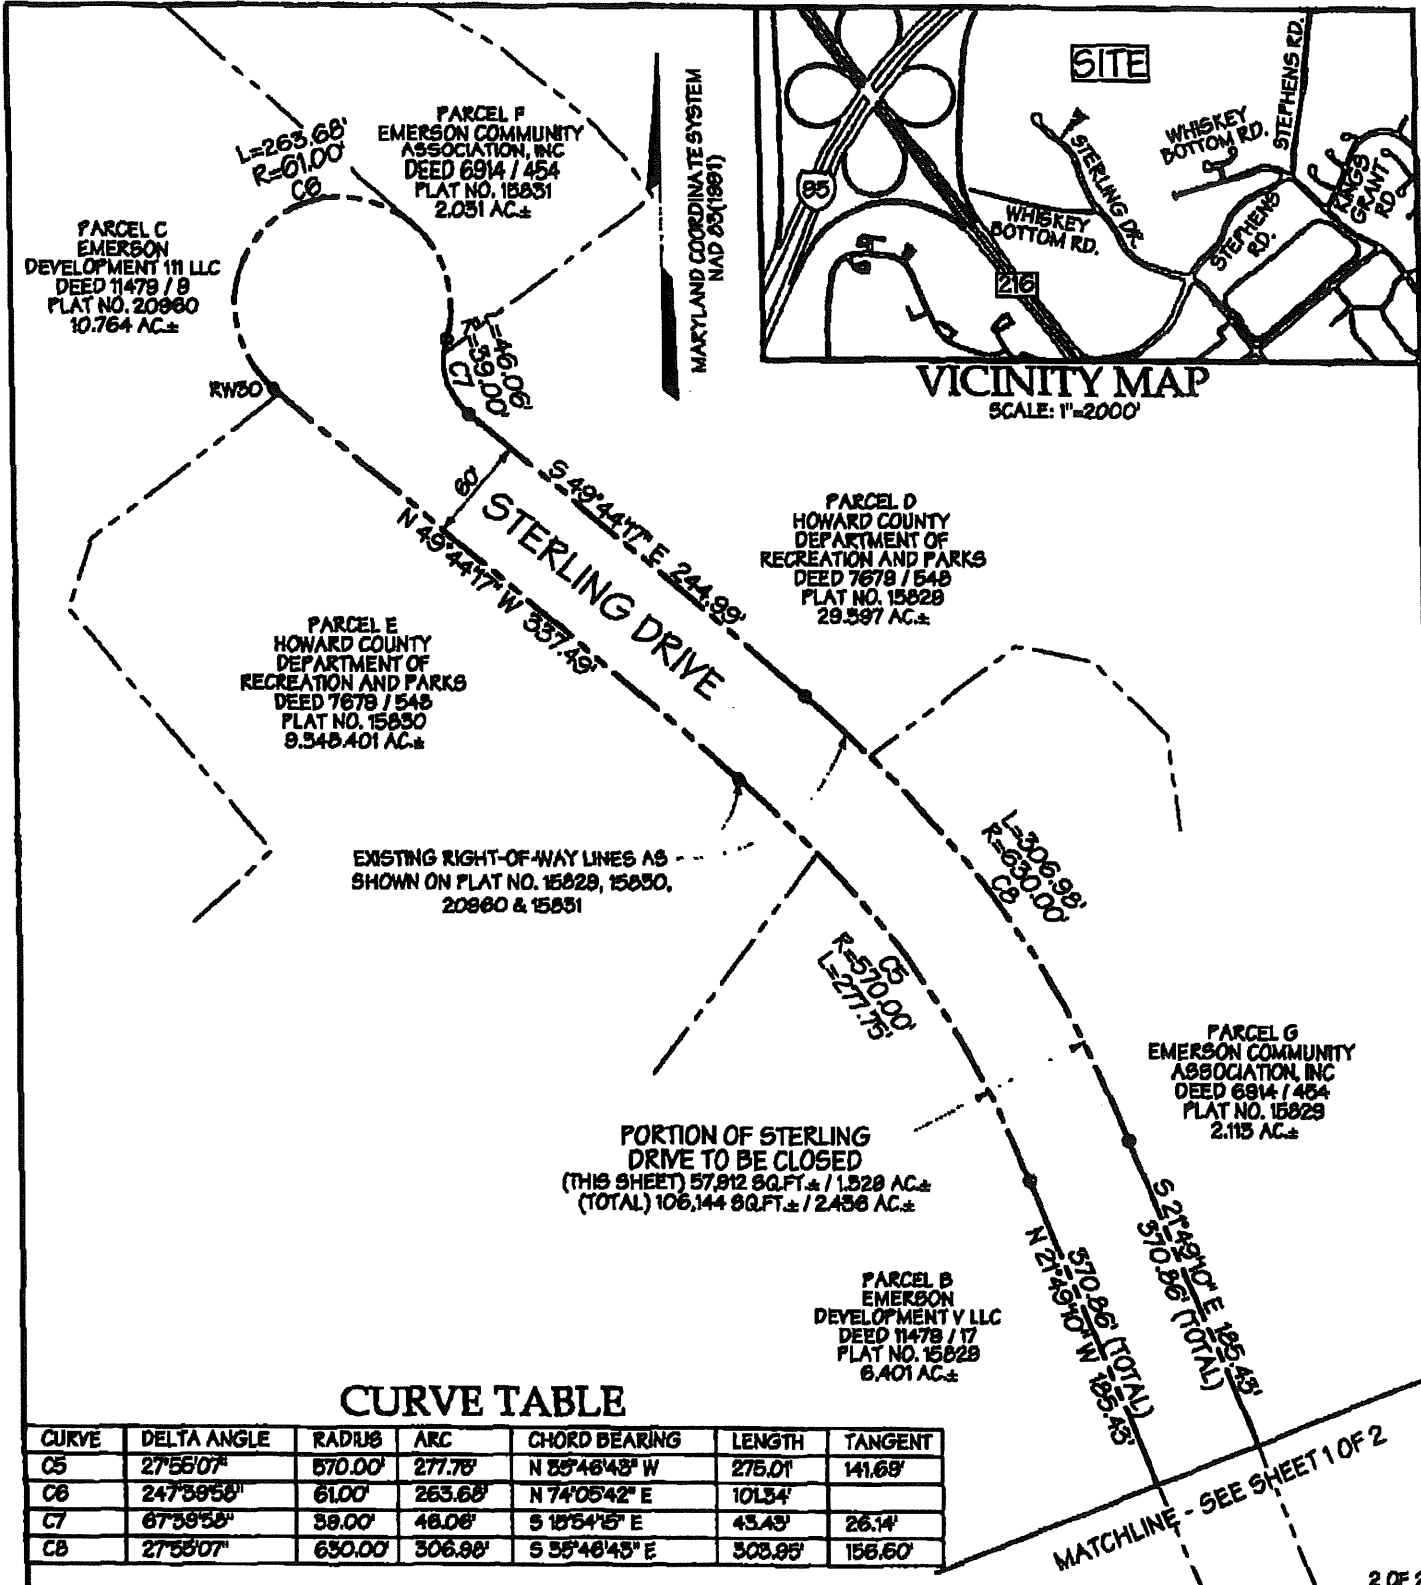 L=263.68'
R=61.00'
C6
PARCEL F
EMERSON COMMUNITY
ASSOCIATION, INC
DEED 6914 / 454
PLAT NO. 15831
2.031 AC.±
PARCEL C
EMERSON
DEVELOPMENT 111 LLC
DEED 11479 / 9
PLAT NO. 20960
10.764 AC.±
RW30
L=46.06'
R=39.00'
C7
MARYLAND COORDINATE SYSTEM
NAD 83(1991)
SITE
STEPHENS RD.
WHISKEY
BOTTOM RD.
STERLING DR.
KINGS
GRANT
RD
95
WHISKEY
BOTTOM RD.
STEPHENS
RD.
216
VICINITY MAP
SCALE: 1"=2000'
60'
STERLING DRIVE
S 49°44'17" E 244.99'
N 49°44'17" W 337.49'
PARCEL D
HOWARD COUNTY
DEPARTMENT OF
RECREATION AND PARKS
DEED 7679 / 548
PLAT NO. 15829
29.597 AC.±
PARCEL E
HOWARD COUNTY
DEPARTMENT OF
RECREATION AND PARKS
DEED 7679 / 548
PLAT NO. 15830
9.348.401 AC.±
EXISTING RIGHT-OF-WAY LINES AS
SHOWN ON PLAT NO. 15829, 15830,
20960 & 15831
L=306.98'
R=630.00'
C8
C5
R=570.00'
L=277.75'
PARCEL G
EMERSON COMMUNITY
ASSOCIATION, INC
DEED 6914 / 454
PLAT NO. 15829
2.113 AC.±
PORTION OF STERLING
DRIVE TO BE CLOSED
(THIS SHEET) 57,912 SQ.FT.± / 1.329 AC.±
(TOTAL) 106,144 SQ.FT.± / 2.436 AC.±
S 21°49'10" E 185.43'
370.86' (TOTAL)
370.86' (TOTAL)
N 21°49'10" W 185.43'
PARCEL B
EMERSON
DEVELOPMENT V LLC
DEED 11479 / 17
PLAT NO. 15829
6.401 AC.±
CURVE TABLE
CURVE DELTA ANGLE RADIUS ARC CHORD BEARING LENGTH TANGENT
C5 27°55'07" 570.00' 277.75' N 35°46'43" W 275.01' 141.69'
C6 247°39'58" 61.00' 263.68' N 74°05'42" E 101.34'
C7 67°39'58" 39.00' 46.06' S 15°54'15" E 43.43' 26.14'
C8 27°55'07" 630.00' 306.98' S 35°46'43" E 303.95' 156.60'
MATCHLINE - SEE SHEET 1 OF 2
2 OF 2